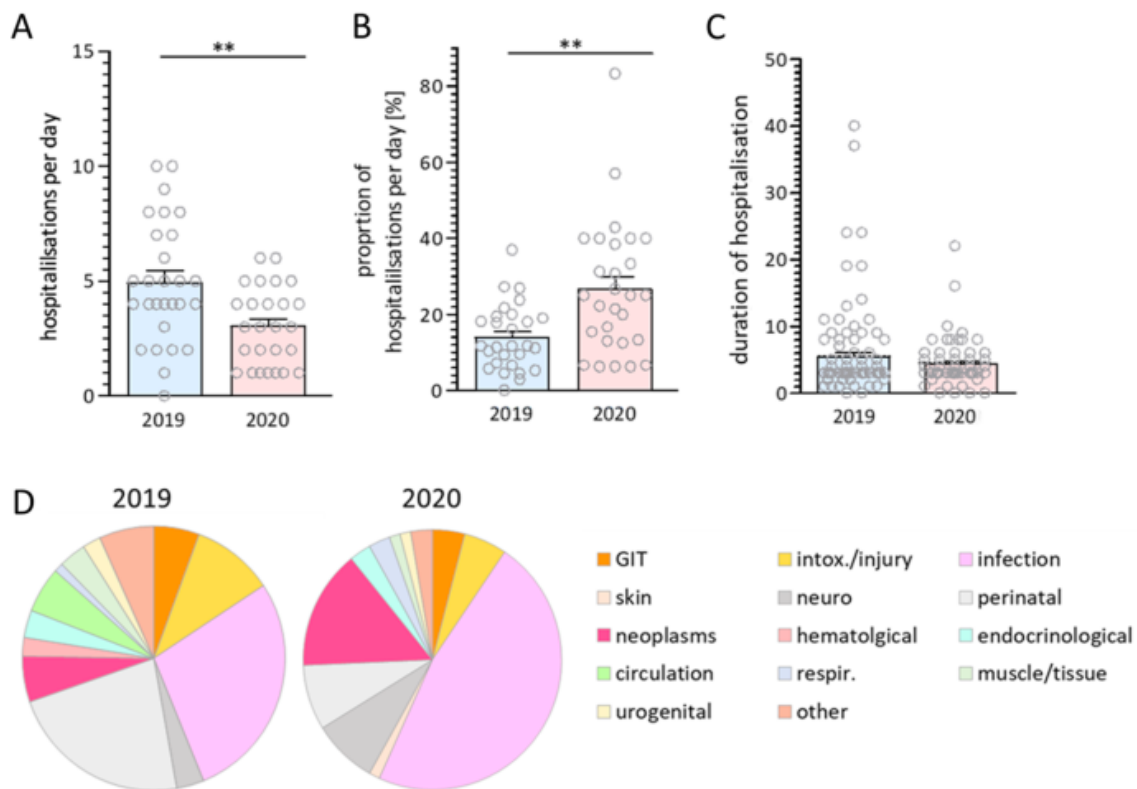 A
hospitalilsations per day
15
10
5
0
**
2019
2020
B
proprtion of
hospitalilsations per day [%]
80
60
40
20
0
**
2019
2020
C
duration of hospitalisation
50
40
30
20
10
0
2019
2020
D
2019
2020
GIT
intox./injury
infection
skin
neuro
perinatal
neoplasms
hematolgical
endocrinological
circulation
respir.
muscle/tissue
urogenital
other